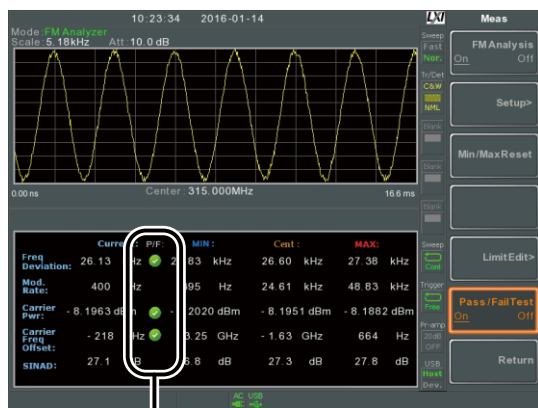 10:23:34 2016-01-14 LXI Meas
Mode:FM Analyzer
Scale:5.18kHz Att:10.0 dB
Sweep
Fast
Nor.
Tr/Det
C&W
NML
Blank
Blank
Blank
FM Analysis
On Off
Setup>
Min/MaxReset
0.00 ns Center:315.000MHz 16.6 ms
Current: P/F: MIN: Cent: MAX:
Freq Deviation: 26.13 Hz 83 kHz 26.60 kHz 27.38 kHz
Mod. Rate: 400 Hz 495 Hz 24.61 kHz 48.83 kHz
Carrier Pwr: -8.1963 dB 2020 dBm -8.1951 dBm -8.1882 dBm
Carrier Freq Offset: -218 Hz 3.25 GHz -1.63 GHz 664 Hz
SINAD: 27.1 dB 6.8 dB 27.3 dB 27.8 dB
Sweep
Cont
Trigger
Free
Pr-amp
20dB
OFF
USB
Host
Dev.
LimitEdit>
Pass/FailTest
On Off
Return
AC USB